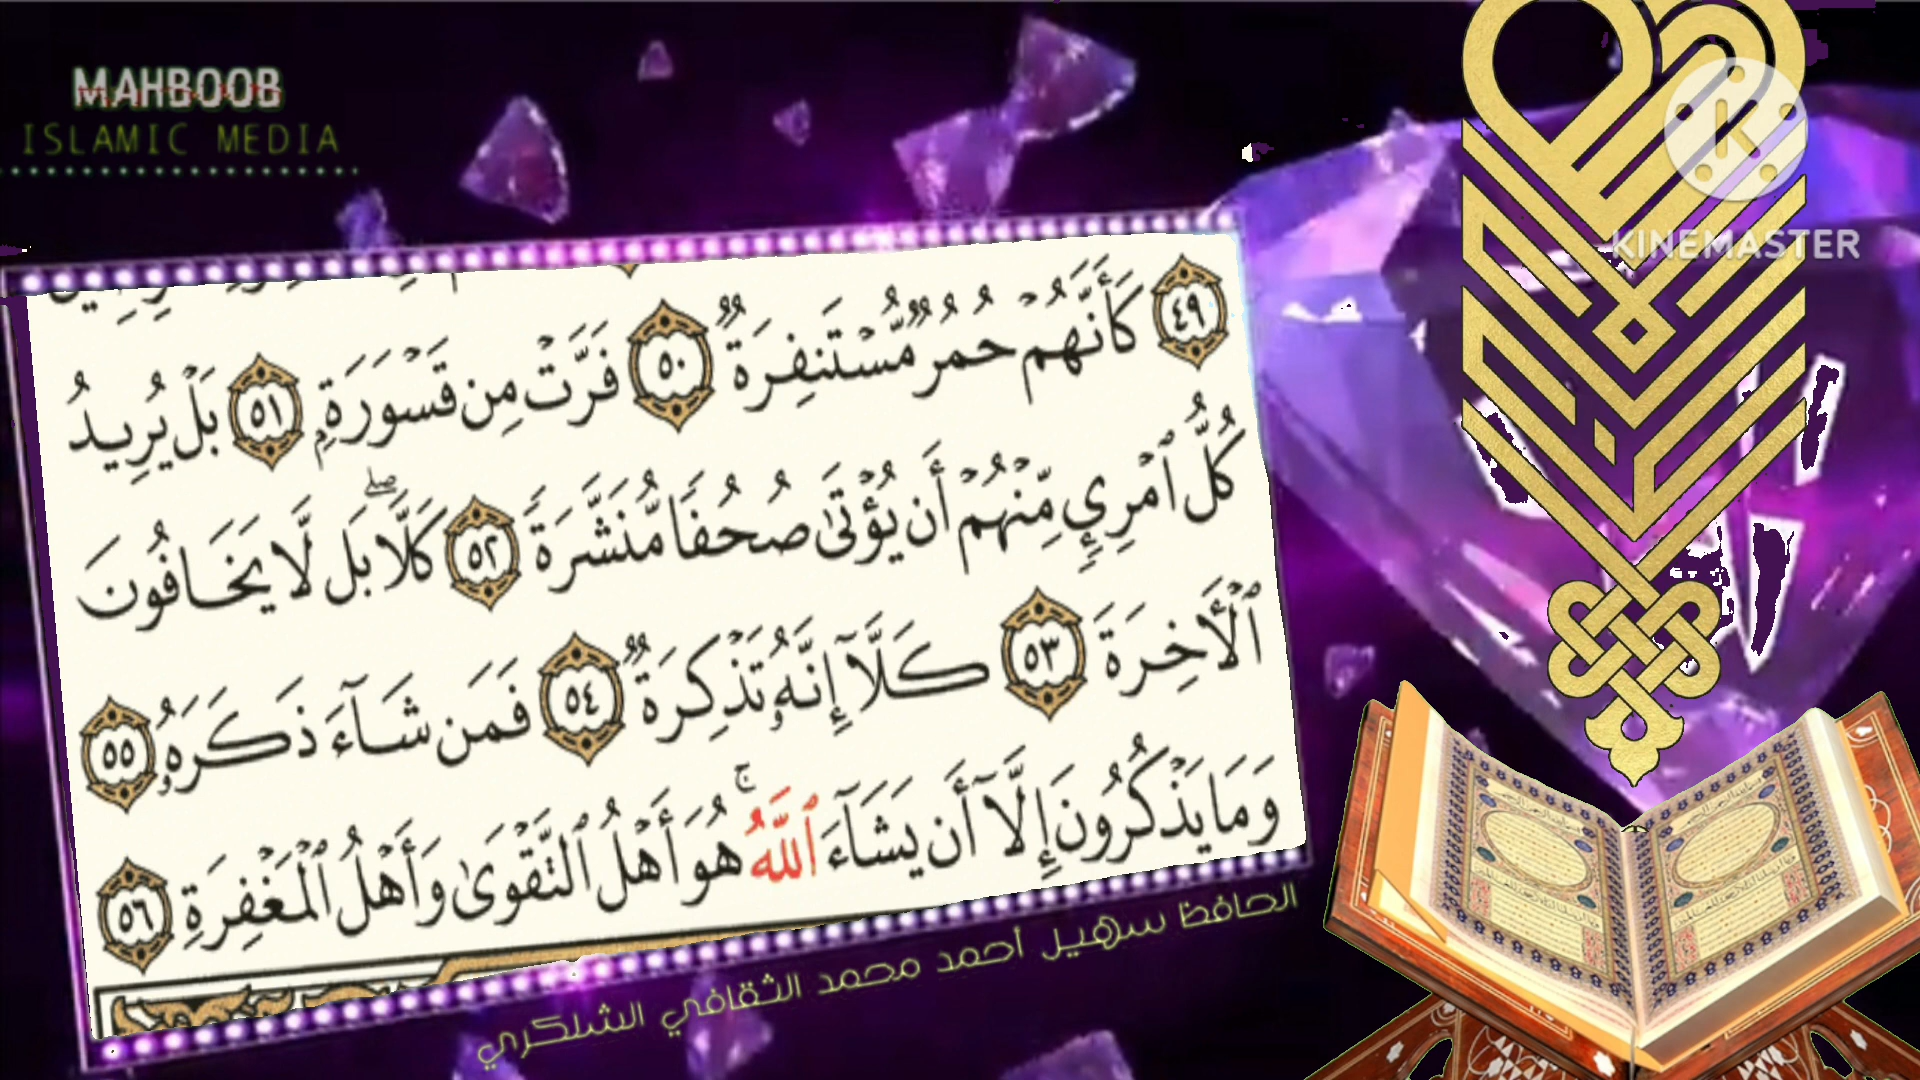 MAHBOOB
ISLAMIC MEDIA
KINEMASTER
٤٩ كَأَنَّهُمۡ حُمُرٞ مُّسۡتَنفِرَةٞ ٥٠ فَرَّتۡ مِن قَسۡوَرَةِۭ ٥١ بَلۡ يُرِيدُ
كُلُّ ٱمۡرِيٕٖ مِّنۡهُمۡ أَن يُؤۡتَىٰ صُحُفٗا مُّنَشَّرَةٗ ٥٢ كَلَّاۖ بَل لَّا يَخَافُونَ
ٱلۡأٓخِرَةَ ٥٣ كَلَّآ إِنَّهُۥ تَذۡكِرَةٞ ٥٤ فَمَن شَآءَ ذَكَرَهُۥ ٥٥
وَمَا يَذۡكُرُونَ إِلَّآ أَن يَشَآءَ ٱللَّهُۚ هُوَ أَهۡلُ ٱلتَّقۡوَىٰ وَأَهۡلُ ٱلۡمَغۡفِرَةِ ٥٦
الحافظ سهيل أحمد محمد الثقافي الشلكري